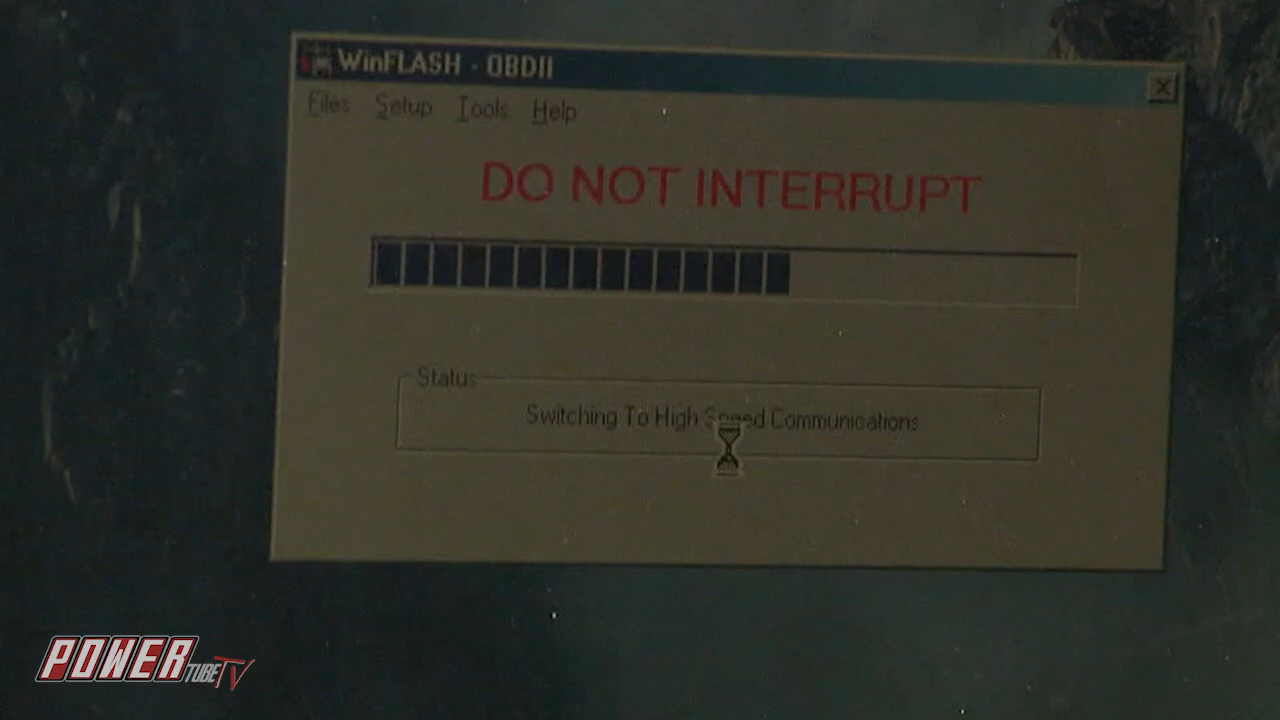 WinFLASH - OBDII
Files Setup Tools Help
DO NOT INTERRUPT
Status
Switching To High Speed Communications
POWER TUBE TV